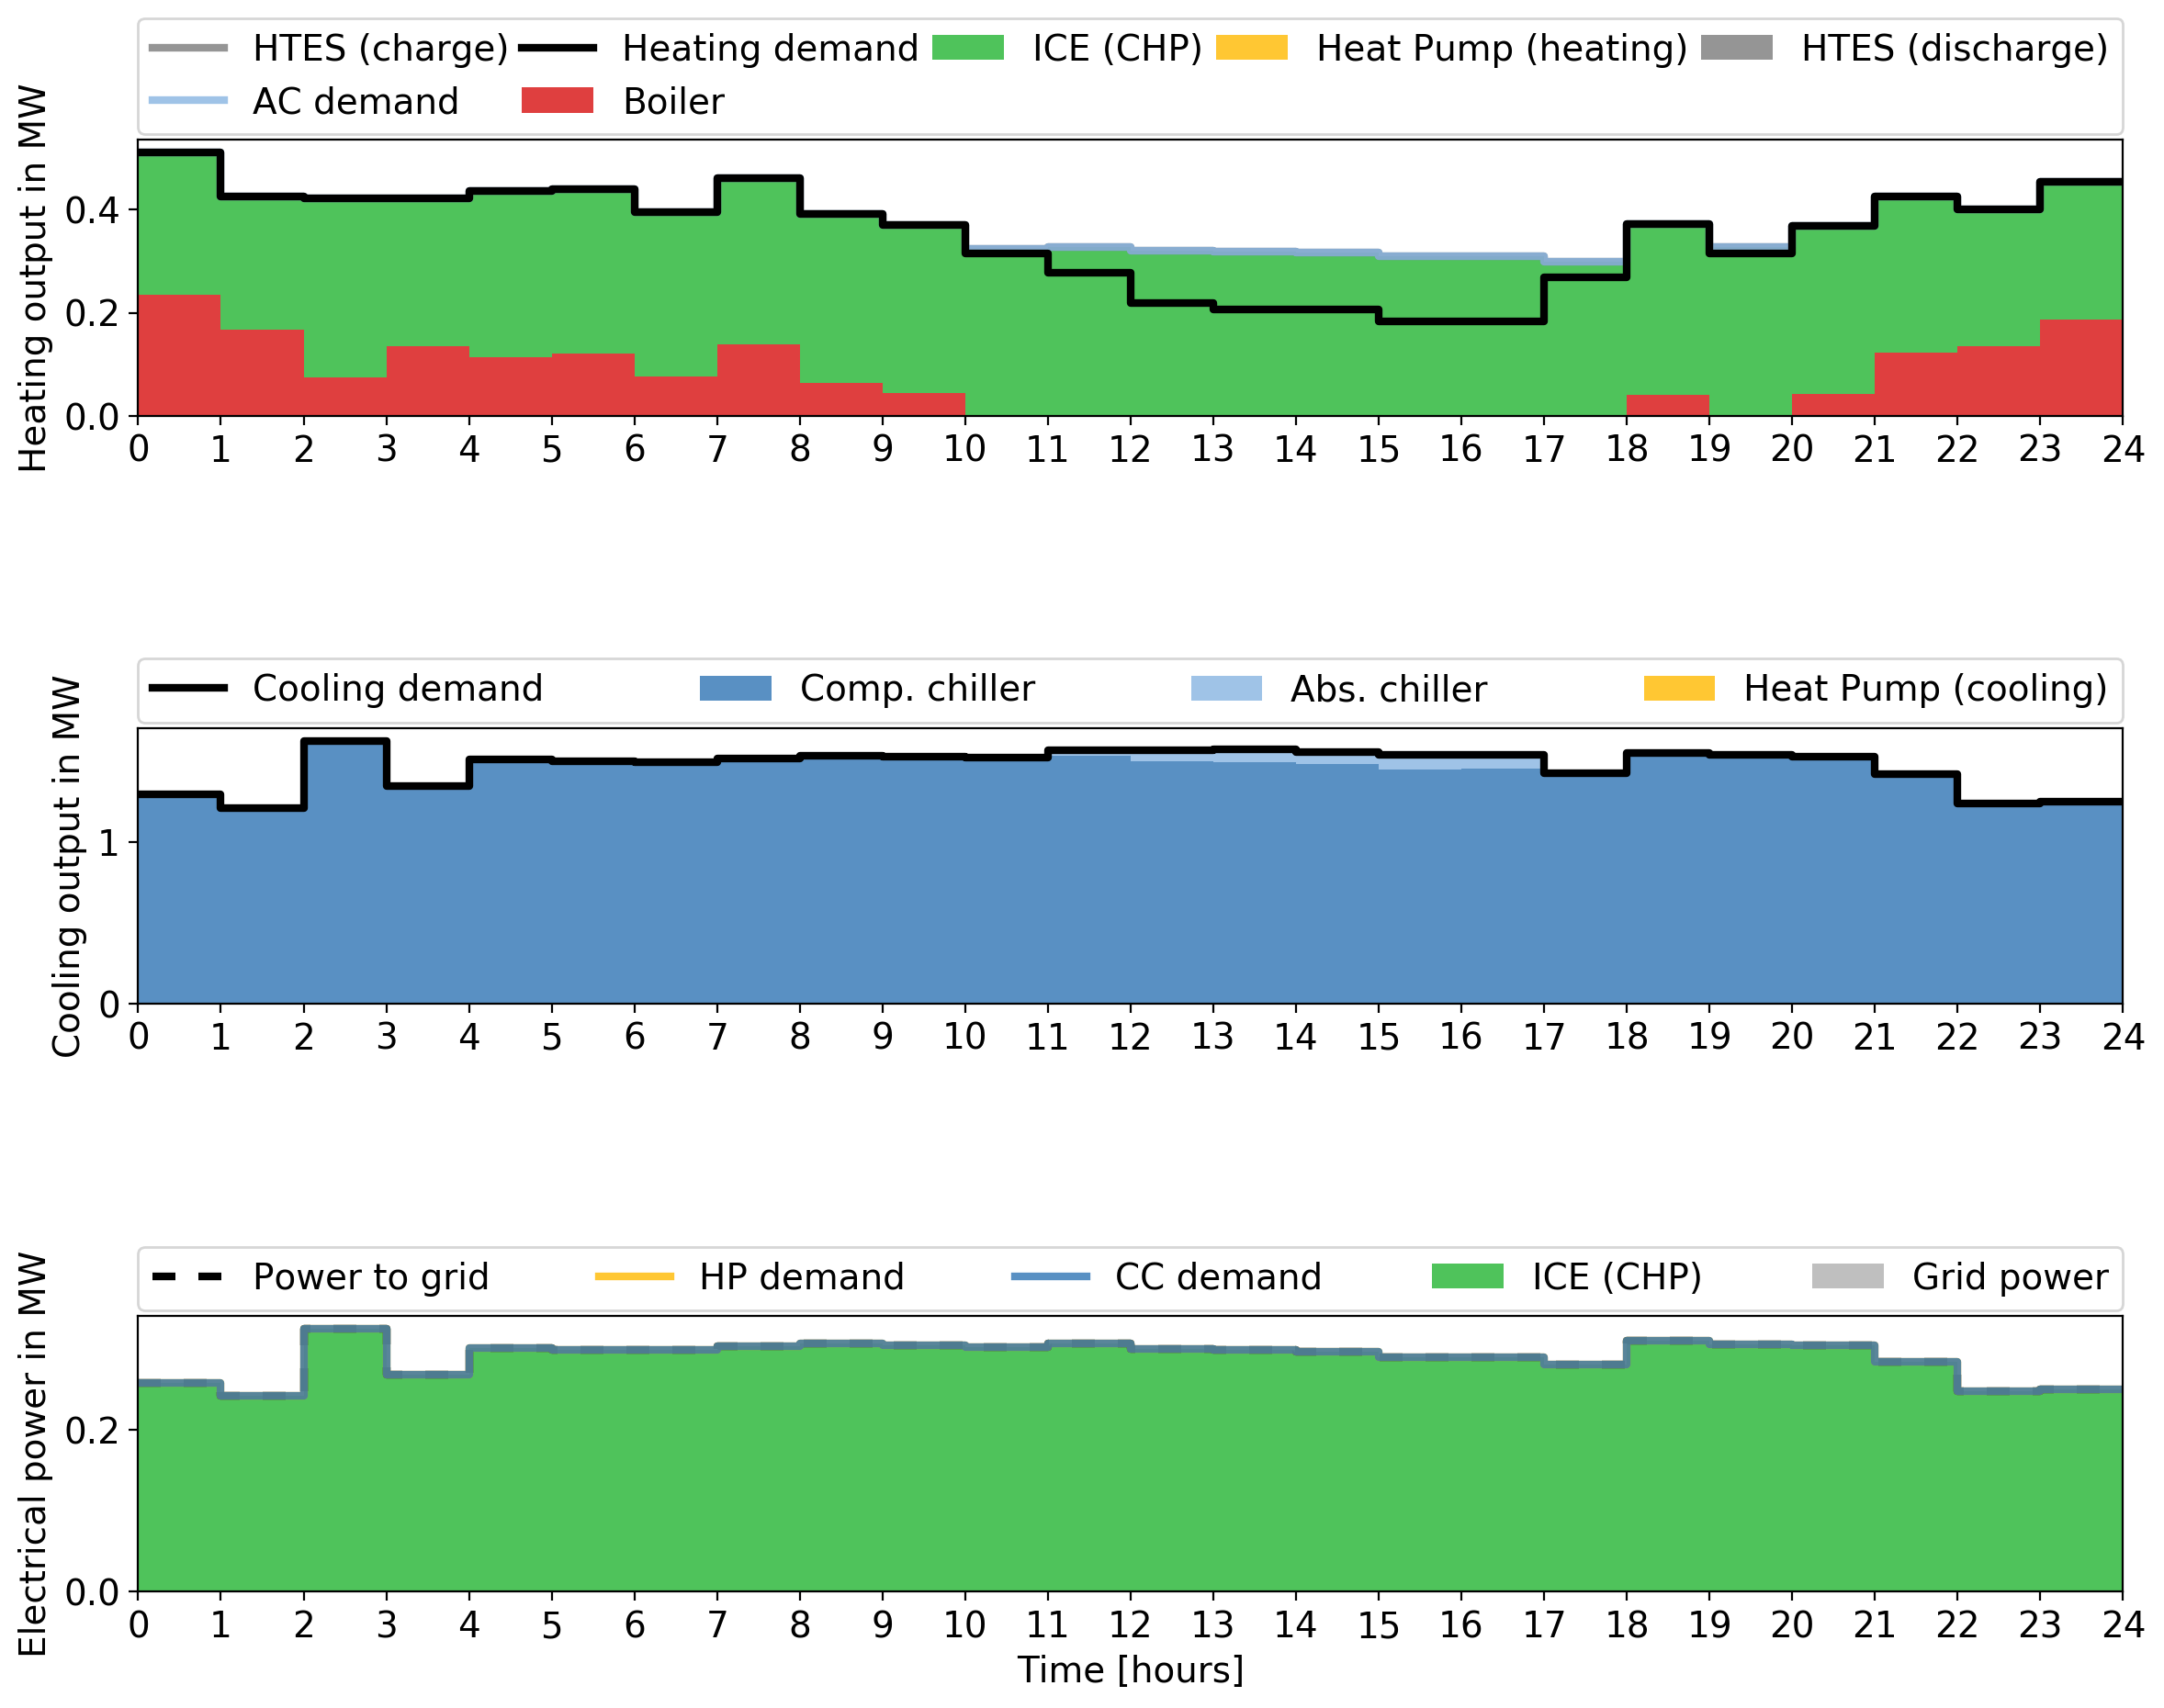 HTES (charge) Heating demand ICE (CHP) Heat Pump (heating) HTES (discharge)
AC demand Boiler
Heating output in MW
0.4
0.2
0.0
0 1 2 3 4 5 6 7 8 9 10 11 12 13 14 15 16 17 18 19 20 21 22 23 24
Cooling demand Comp. chiller Abs. chiller Heat Pump (cooling)
Cooling output in MW
1
0
0 1 2 3 4 5 6 7 8 9 10 11 12 13 14 15 16 17 18 19 20 21 22 23 24
Power to grid HP demand CC demand ICE (CHP) Grid power
Electrical power in MW
0.2
0.0
0 1 2 3 4 5 6 7 8 9 10 11 12 13 14 15 16 17 18 19 20 21 22 23 24
Time [hours]